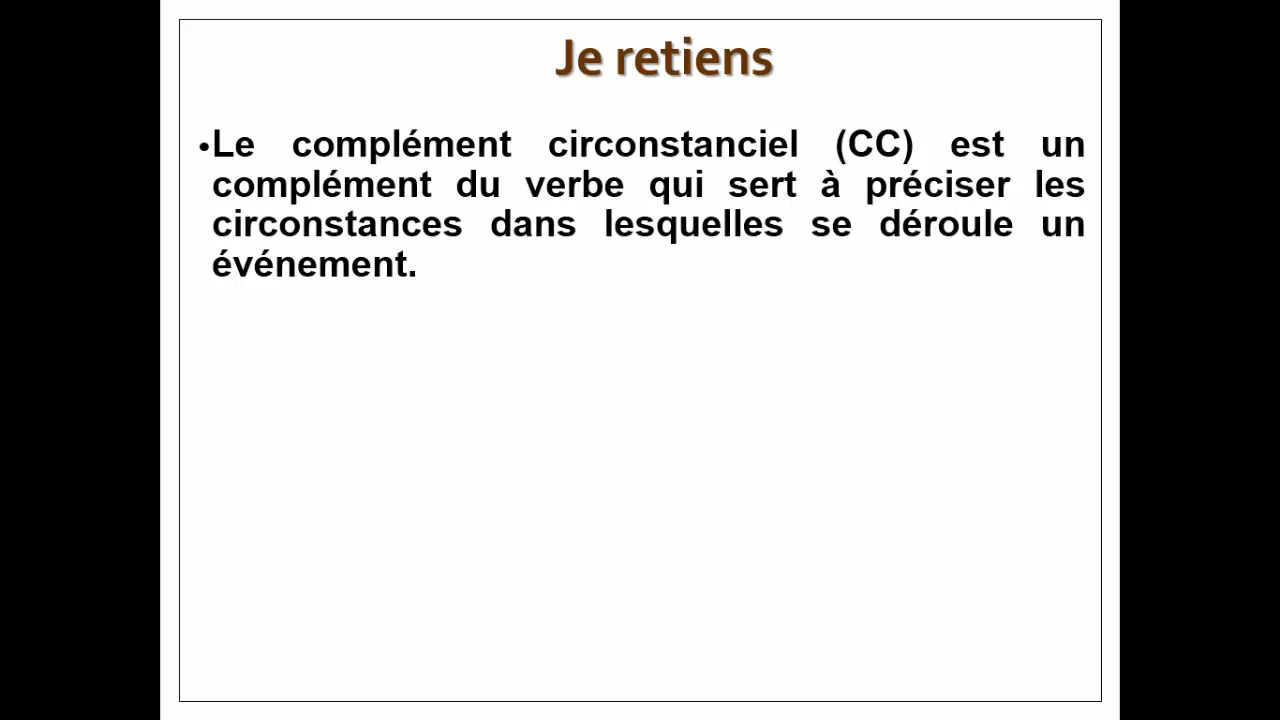 Je retiens
•Le complément circonstanciel (CC) est un
complément du verbe qui sert à préciser les
circonstances dans lesquelles se déroule un
événement.